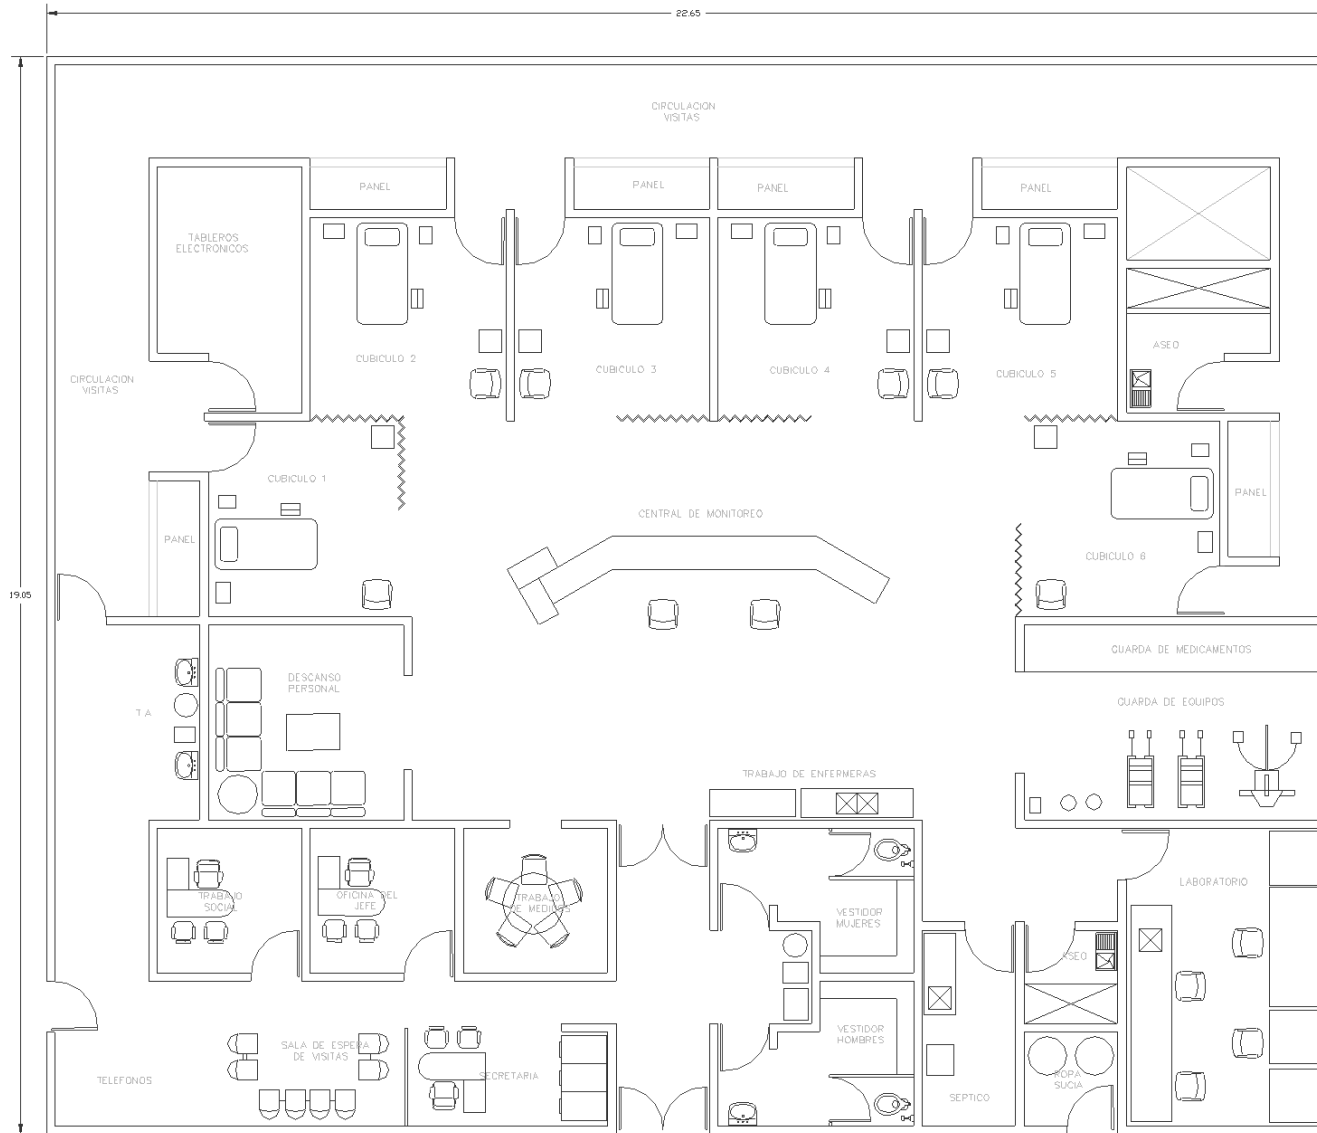 22.65
CIRCULACION
VISITAS
PANEL
PANEL
PANEL
PANEL
TABLEROS
ELECTRONICOS
ASEO
CUBICULO 2
CUBICULO 3
CUBICULO 4
CUBICULO 5
CIRCULACION
VISITAS
CUBICULO 1
PANEL
CENTRAL DE MONITOREO
PANEL
CUBICULO 6
19.05
GUARDA DE MEDICAMENTOS
DESCANSO
PERSONAL
GUARDA DE EQUIPOS
T A
TRABAJO DE ENFERMERAS
LABORATORIO
TRABAJO
SOCIAL
OFICINA DEL
JEFE
TRABAJO
DE MEDICOS
VESTIDOR
MUJERES
ASEO
VESTIDOR
HOMBRES
SALA DE ESPERA
DE VISITAS
SECRETARIA
TELEFONOS
ROPA
SUCIA
SEPTICO